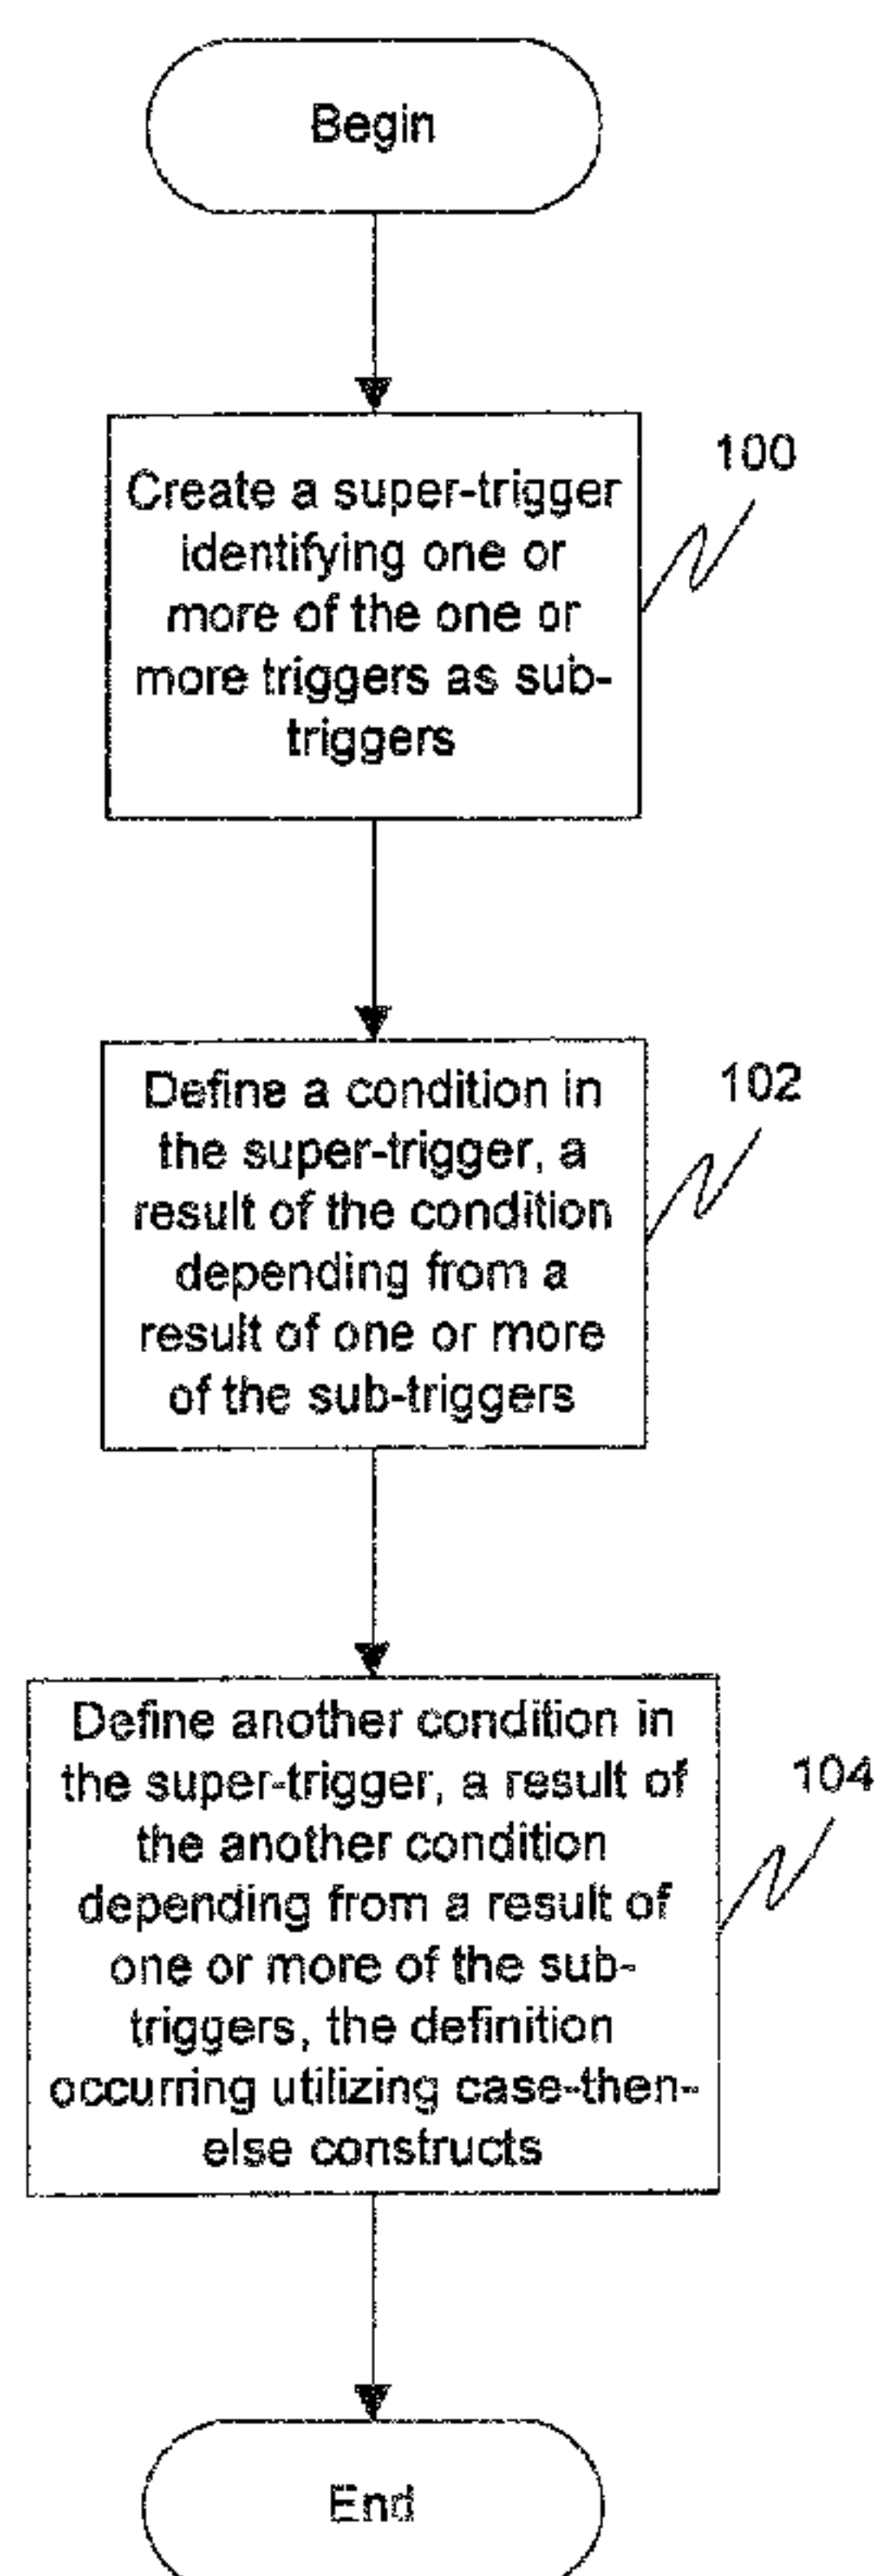 Begin
100
Create a super-trigger
identifying one or
more of the one or
more triggers as sub-
triggers
102
Define a condition in
the super-trigger, a
result of the condition
depending from a
result of one or more
of the sub-triggers
104
Define another condition in
the super-trigger, a result of
the another condition
depending from a result of
one or more of the sub-
triggers, the definition
occurring utilizing case-then-
else constructs
End